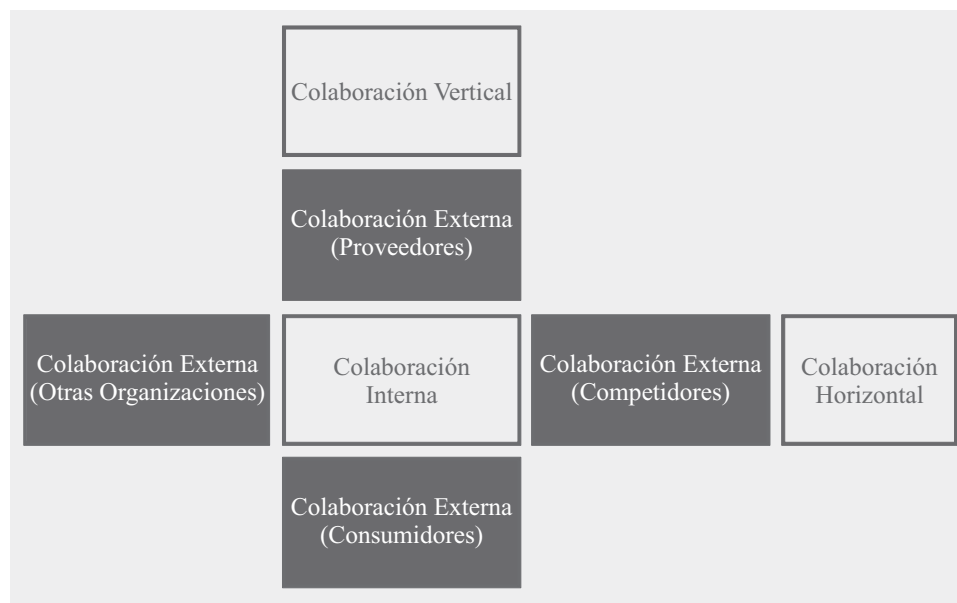 Colaboración Vertical
Colaboración Externa
(Proveedores)
Colaboración Externa
(Otras Organizaciones)
Colaboración
Interna
Colaboración Externa
(Competidores)
Colaboración
Horizontal
Colaboración Externa
(Consumidores)